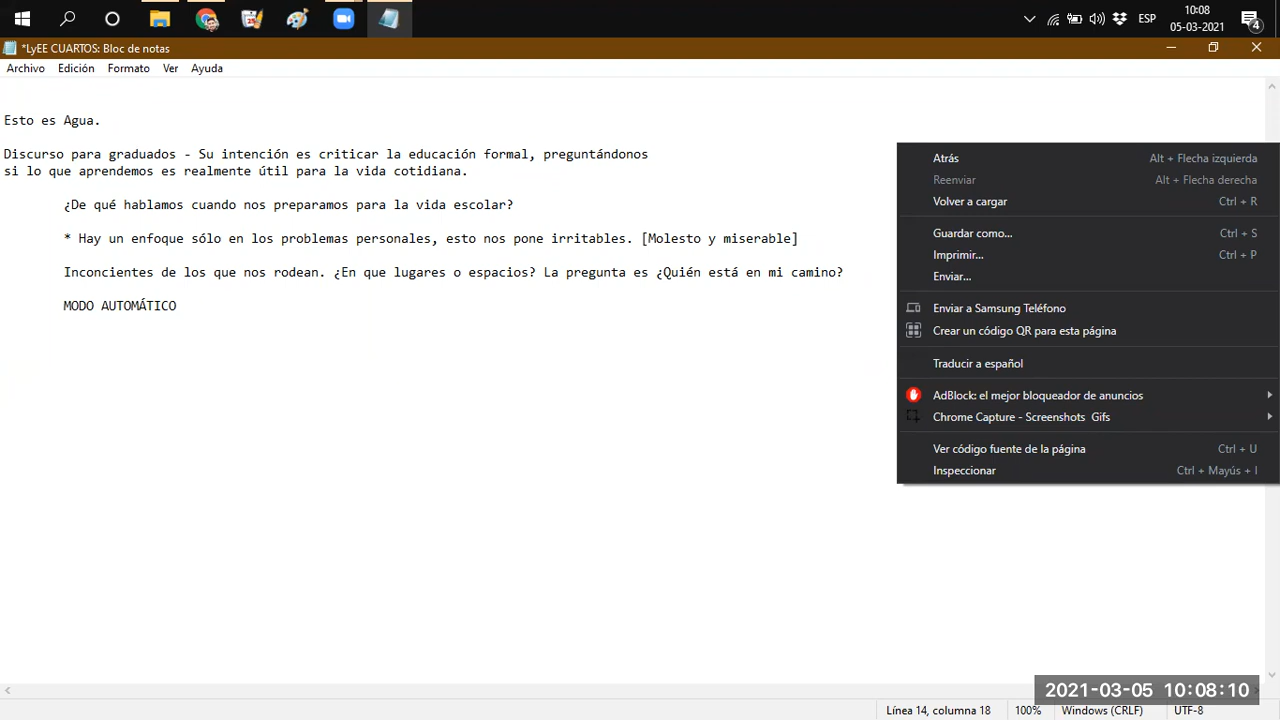 10:08
ESP
05-03-2021
4
*LyEE CUARTOS: Bloc de notas
Archivo Edición Formato Ver Ayuda
Esto es Agua.
Discurso para graduados - Su intención es criticar la educación formal, preguntándonos
si lo que aprendemos es realmente útil para la vida cotidiana.
¿De qué hablamos cuando nos preparamos para la vida escolar?
* Hay un enfoque sólo en los problemas personales, esto nos pone irritables. [Molesto y miserable]
Inconcientes de los que nos rodean. ¿En que lugares o espacios? La pregunta es ¿Quién está en mi camino?
MODO AUTOMÁTICO
Atrás Alt + Flecha izquierda
Reenviar Alt + Flecha derecha
Volver a cargar Ctrl + R
Guardar como... Ctrl + S
Imprimir... Ctrl + P
Enviar...
Enviar a Samsung Teléfono
Crear un código QR para esta página
Traducir a español
AdBlock: el mejor bloqueador de anuncios
Chrome Capture - Screenshots Gifs
Ver código fuente de la página Ctrl + U
Inspeccionar Ctrl + Mayús + I
2021-03-05 10:08:10
Línea 14, columna 18 100% Windows (CRLF) UTF-8